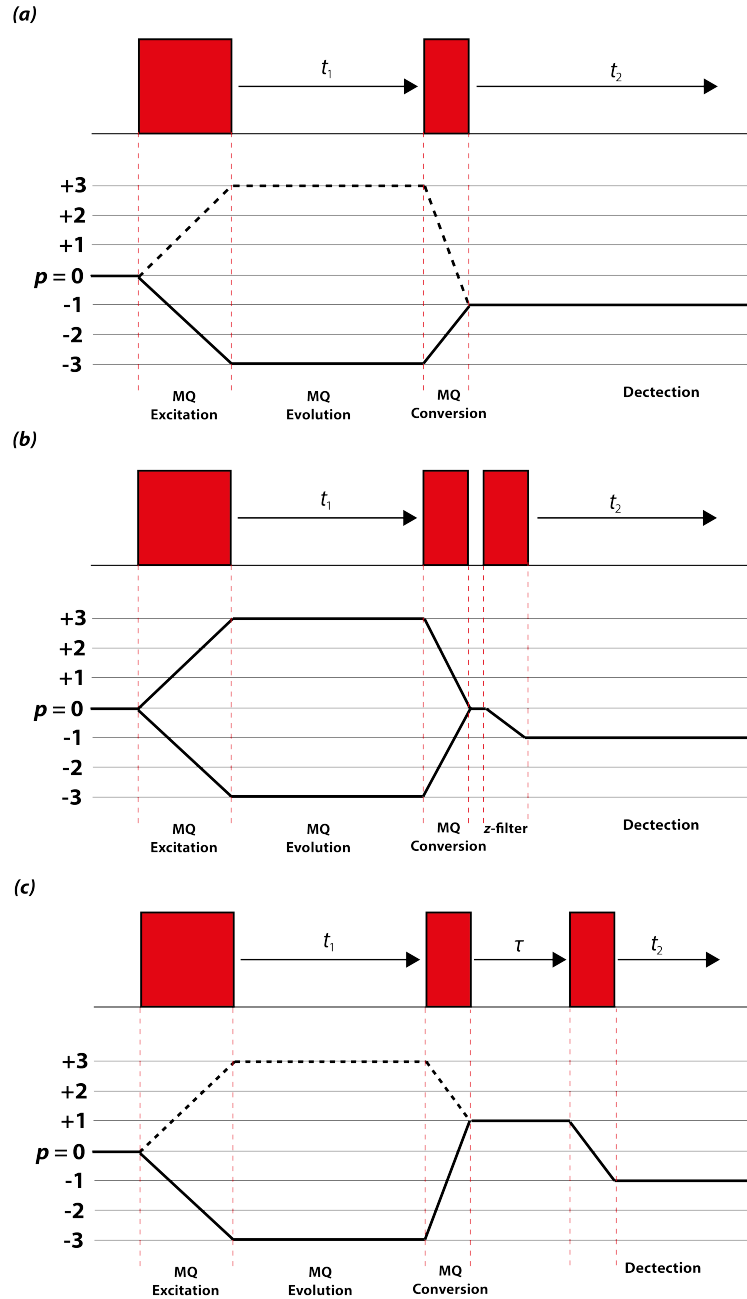 (a)
t1
t2
+3
+2
+1
p = 0
-1
-2
-3
MQ
Excitation
MQ
Evolution
MQ
Conversion
Dectection
(b)
t1
t2
+3
+2
+1
p = 0
-1
-2
-3
MQ
Excitation
MQ
Evolution
MQ
Conversion
z-filter
Dectection
(c)
t1
τ
t2
+3
+2
+1
p = 0
-1
-2
-3
MQ
Excitation
MQ
Evolution
MQ
Conversion
Dectection